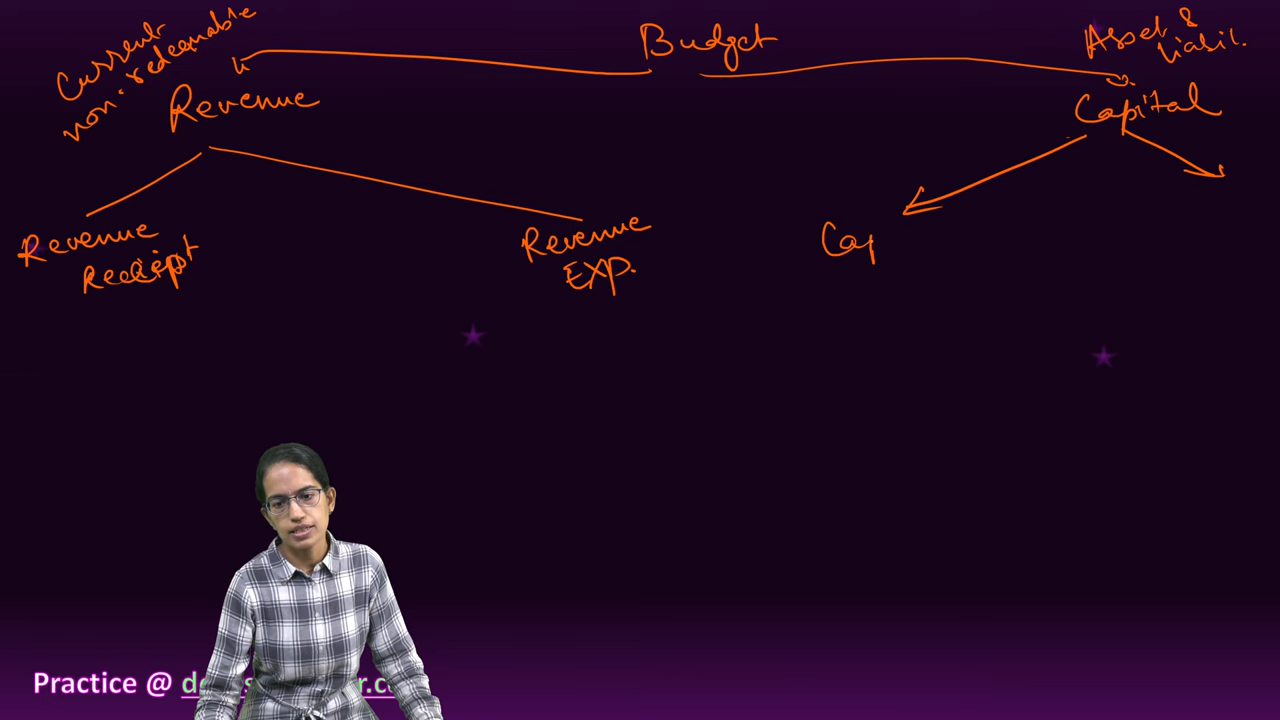 Budget
Current
non-redeemable
Revenue
Asset &
Liabil.
Capital
Revenue
Receipt
Revenue
EXP.
Cap
Practice @